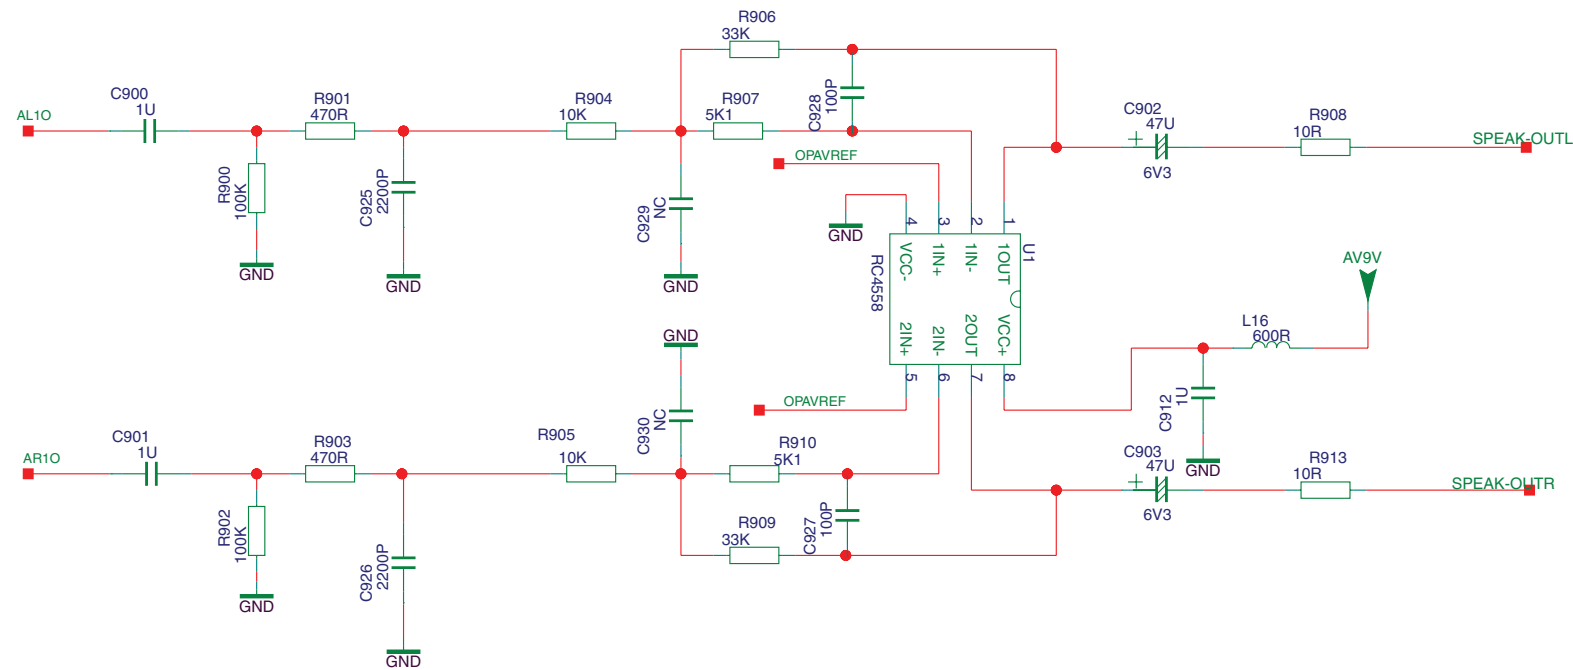 R906
33K
C900
1U
AL1O
R901
470R
R904
10K
R907
5K1
C928
100P
C902
47U
6V3
R908
10R
SPEAK-OUTL
OPAVREF
R900
100K
C925
2200P
C929
NC
GND
GND
GND
GND
4
3
2
1
U1
VCC-
1IN+
1IN-
1OUT
RC4558
2IN+
2IN-
2OUT
VCC+
5
6
7
8
AV9V
L16
600R
C912
1U
GND
GND
OPAVREF
C930
NC
C901
1U
AR1O
R903
470R
R905
10K
R910
5K1
C903
47U
6V3
R913
10R
SPEAK-OUTR
R902
100K
C926
2200P
R909
33K
C927
100P
GND
GND